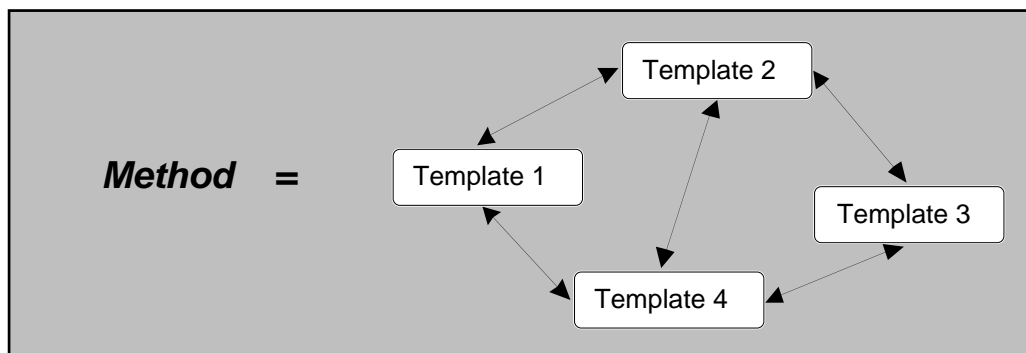 Template 2
Method =
Template 1
Template 3
Template 4